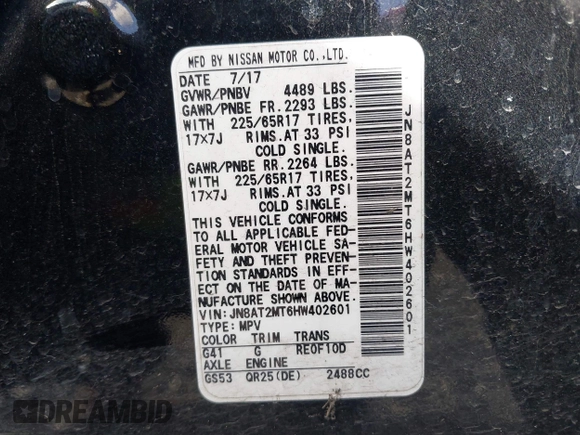 MFD BY NISSAN MOTOR CO.,LTD.
DATE 7/17
GVWR/PNBV 4489 LBS.
GAWR/PNBE FR. 2293 LBS.
WITH 225/65R17 TIRES,
17×7J RIMS.AT 33 PSI
COLD SINGLE.
GAWR/PNBE RR. 2264 LBS.
WITH 225/65R17 TIRES,
17×7J RIMS.AT 33 PSI
COLD SINGLE.
THIS VEHICLE CONFORMS
TO ALL APPLICABLE FED-
ERAL MOTOR VEHICLE SA-
FETY AND THEFT PREVEN-
TION STANDARDS IN EFF-
ECT ON THE DATE OF MA-
NUFACTURE SHOWN ABOVE.
VIN: JN8AT2MT6HW402601
TYPE: MPV
COLOR TRIM TRANS
G41 G RE0F10D
AXLE ENGINE
GS53 QR25(DE) 2488CC
JN8AT2MT6HW402601
DREAMBID